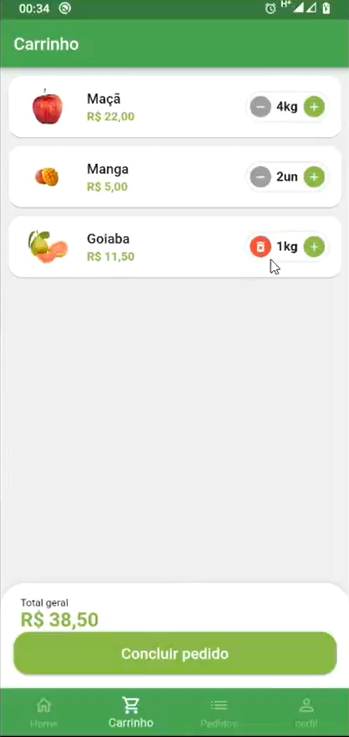 00:34
H+
Carrinho
Maçã
R$ 22,00
4kg
Manga
R$ 5,00
2un
Goiaba
R$ 11,50
1kg
Total geral
R$ 38,50
Concluir pedido
Home
Carrinho
Pedidos
perfil